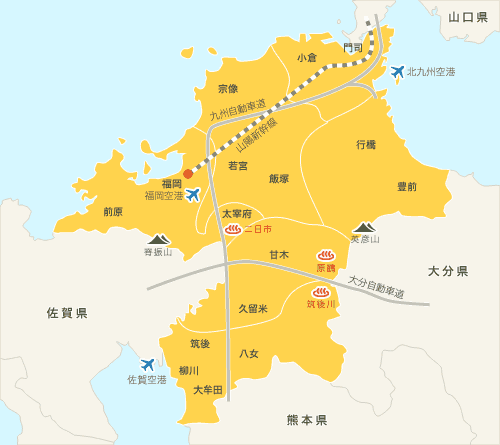 山口県
門司
小倉
北九州空港
宗像
九州自動車道
山陽新幹線
行橋
若宮
飯塚
福岡
福岡空港
豊前
前原
太宰府
二日市
英彦山
脊振山
甘木
原鶴
大分県
大分自動車道
筑後川
久留米
佐賀県
筑後
八女
柳川
佐賀空港
大牟田
熊本県